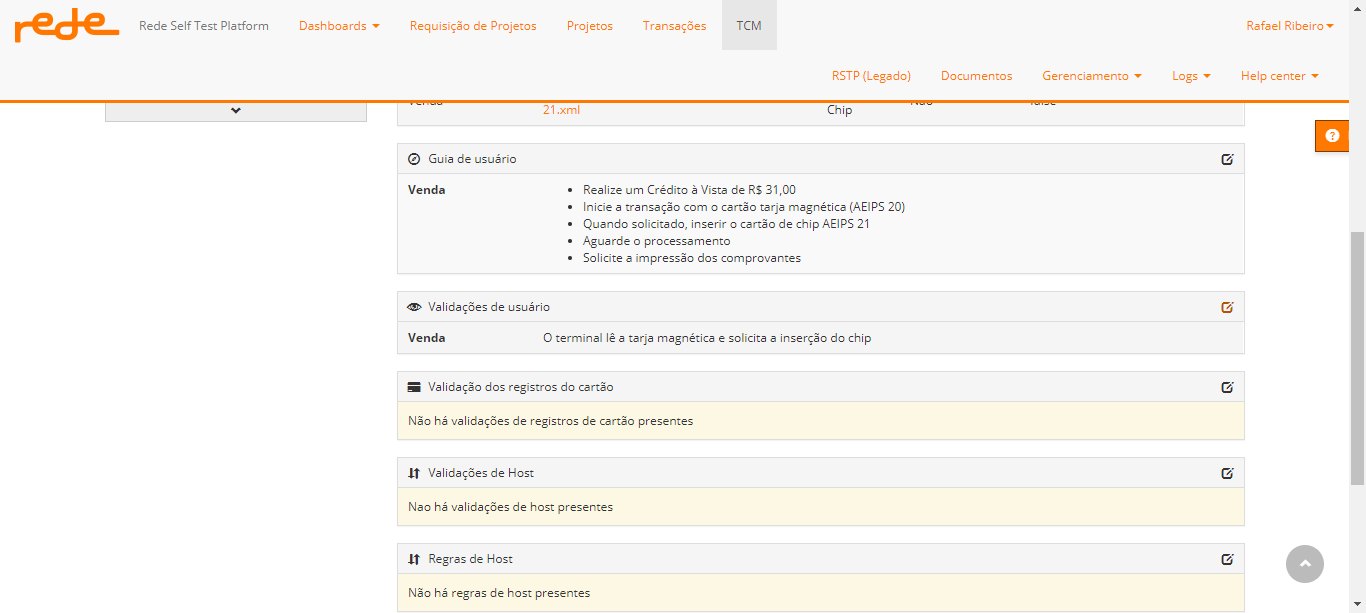 rede Rede Self Test Platform Dashboards Requisição de Projetos Projetos Transações TCM Rafael Ribeiro
RSTP (Legado) Documentos Gerenciamento Logs Help center
Venda Não false
21.xml Chip
Guia de usuário
Venda
Realize um Crédito à Vista de R$ 31,00
Inicie a transação com o cartão tarja magnética (AEIPS 20)
Quando solicitado, inserir o cartão de chip AEIPS 21
Aguarde o processamento
Solicite a impressão dos comprovantes
Validações de usuário
Venda O terminal lê a tarja magnética e solicita a inserção do chip
Validação dos registros do cartão
Não há validações de registros de cartão presentes
Validações de Host
Nao há validações de host presentes
Regras de Host
Não há regras de host presentes